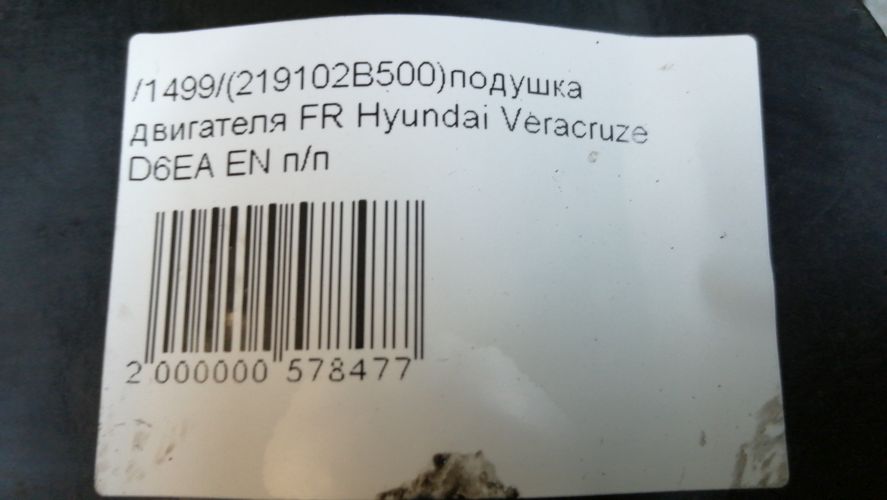 /1499/(219102B500)подушка
двигателя FR Hyundai Veracruze
D6EA EN п/п
2 000000 578477